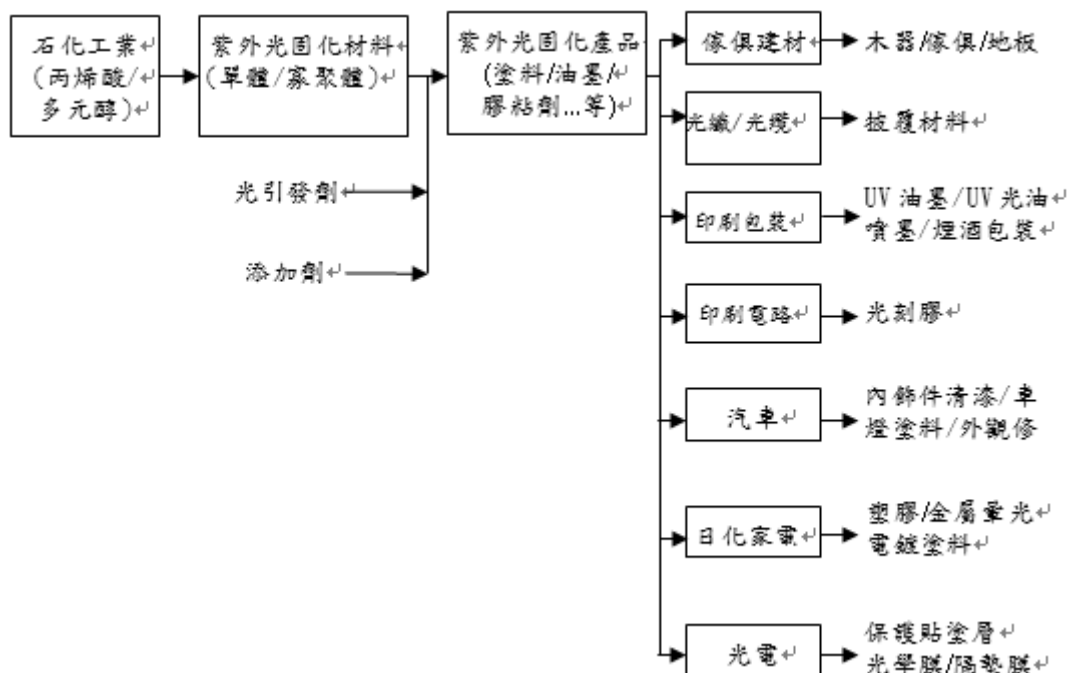 石化工業
(丙烯酸/
多元醇)
紫外光固化材料
(單體/寡聚體)
光引發劑
添加劑
紫外光固化產品
(塗料/油墨/
膠粘劑…等)
傢俱建材
木器/傢俱/地板
光纖/光纜
披覆材料
印刷包裝
UV 油墨/UV 光油
噴墨/煙酒包裝
印刷電路
光刻膠
汽車
內飾件清漆/車
燈塗料/外觀修
日化家電
塑膠/金屬暈光
電鍍塗料
光電
保護貼塗層
光學膜/隔墊膜